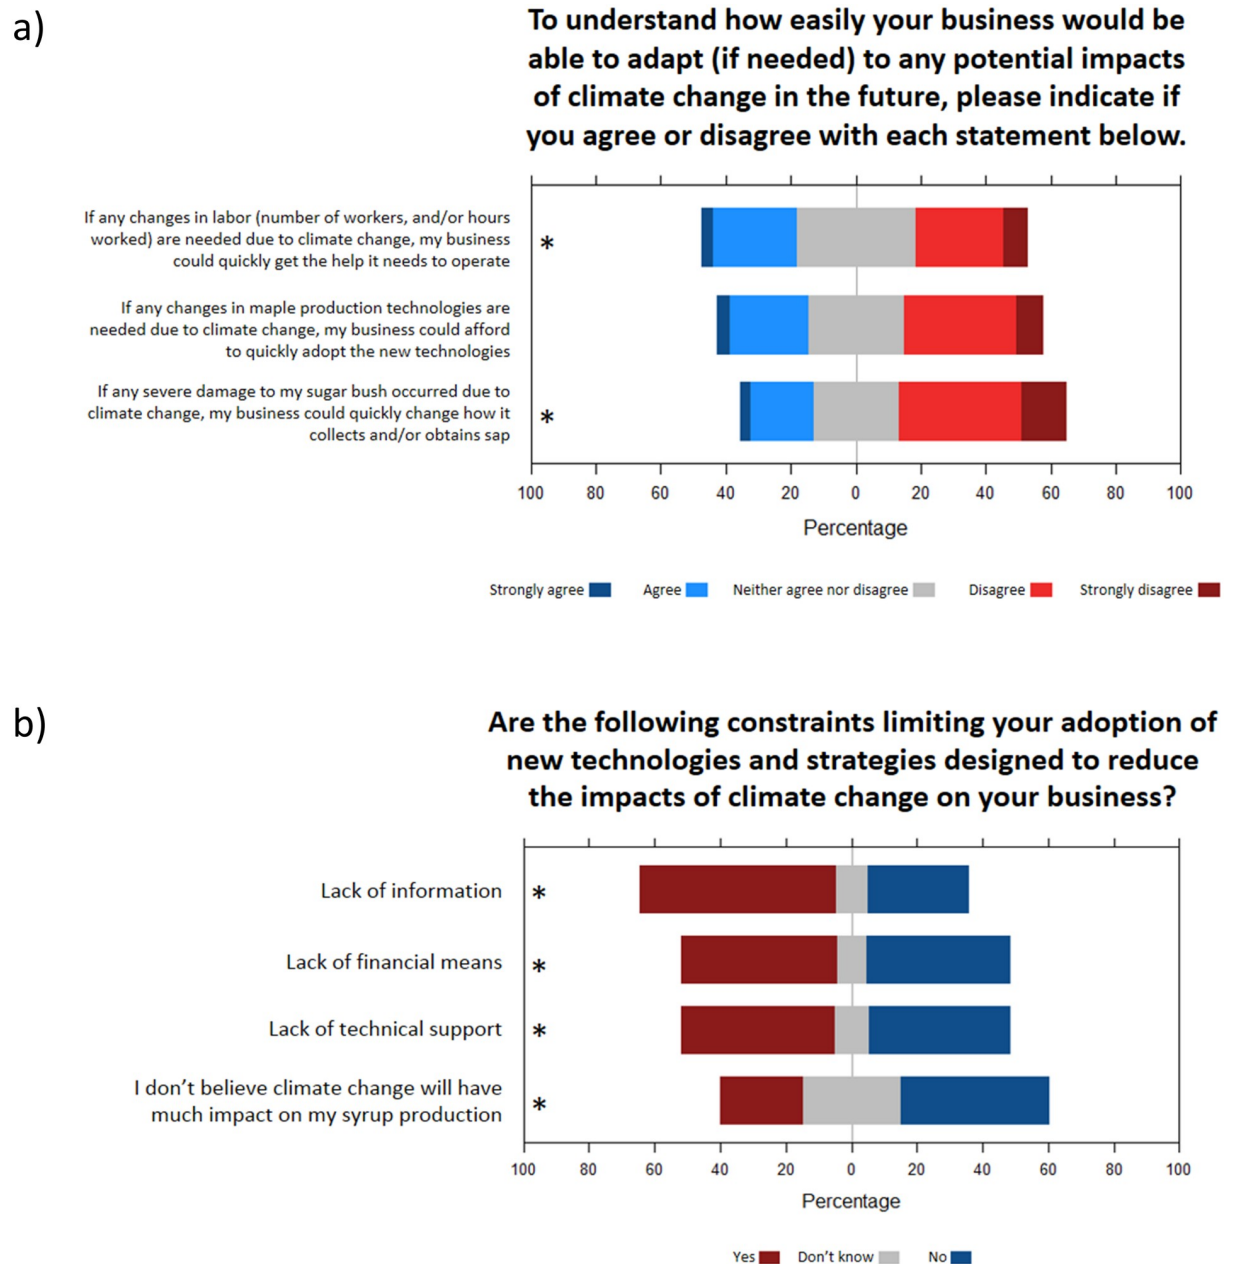 a)
To understand how easily your business would be
able to adapt (if needed) to any potential impacts
of climate change in the future, please indicate if
you agree or disagree with each statement below.
If any changes in labor (number of workers, and/or hours
worked) are needed due to climate change, my business
could quickly get the help it needs to operate
*
If any changes in maple production technologies are
needed due to climate change, my business could afford
to quickly adopt the new technologies
If any severe damage to my sugar bush occurred due to
climate change, my business could quickly change how it
collects and/or obtains sap
*
100 80 60 40 20 0 20 40 60 80 100
Percentage
Strongly agree Agree Neither agree nor disagree Disagree Strongly disagree
b)
Are the following constraints limiting your adoption of
new technologies and strategies designed to reduce
the impacts of climate change on your business?
Lack of information *
Lack of financial means *
Lack of technical support *
I don't believe climate change will have
much impact on my syrup production
*
100 80 60 40 20 0 20 40 60 80 100
Percentage
Yes Don't know No